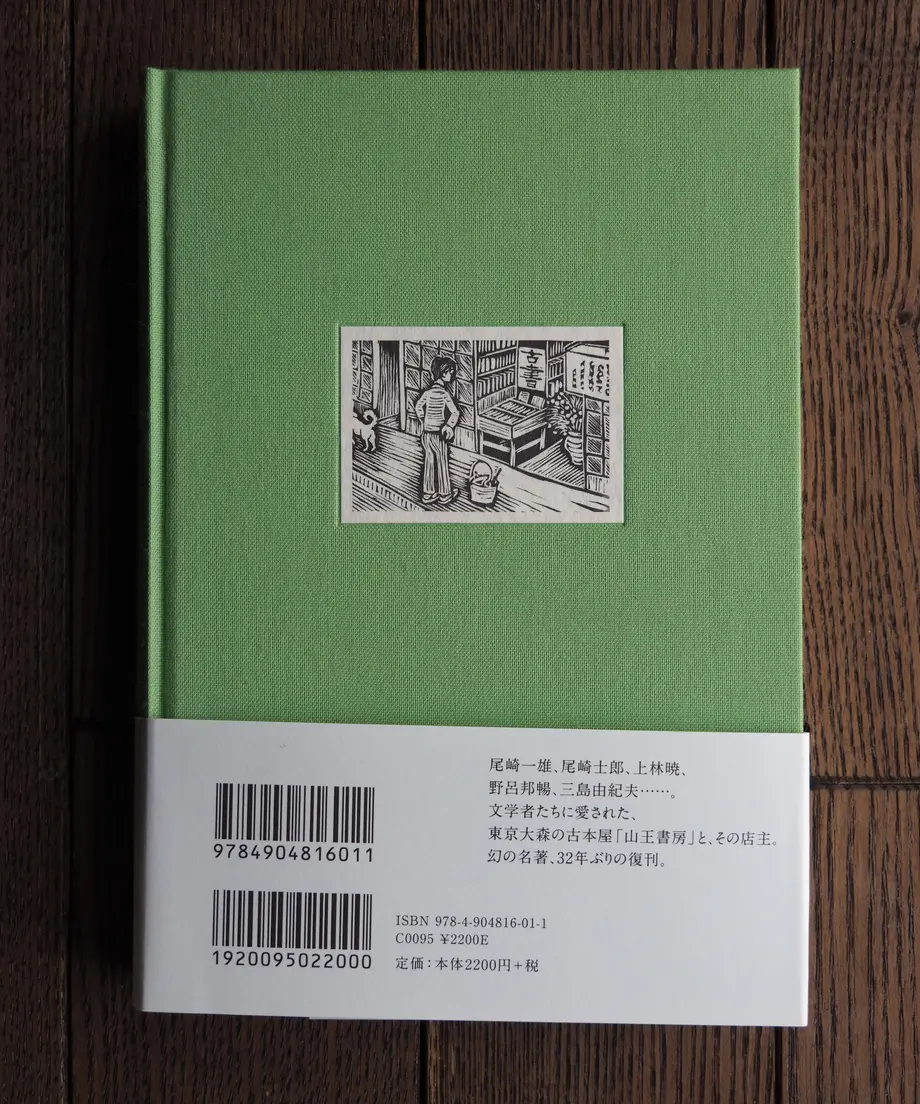 古書
尾崎一雄、尾崎士郎、上林暁、
野呂邦暢、三島由紀夫……。
文学者たちに愛された、
東京大森の古本屋「山王書房」と、その店主。
幻の名著、32年ぶりの復刊。
9784904816011
1920095022000
ISBN 978-4-904816-01-1
C0095 ¥2200E
定価：本体2200円+税